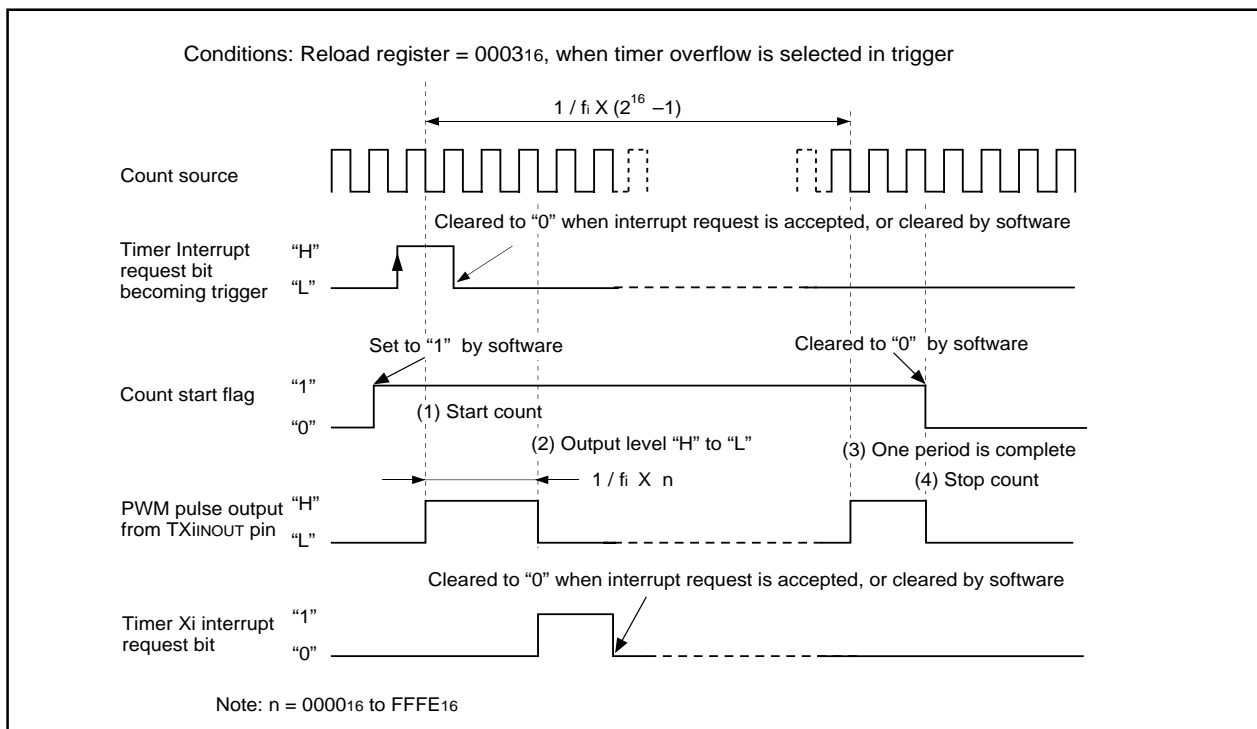 Conditions: Reload register = 000316, when timer overflow is selected in trigger
1 / fi X (2^16 –1)
Count source
Cleared to “0” when interrupt request is accepted, or cleared by software
Timer Interrupt
request bit
becoming trigger
“H”
“L”
Set to “1” by software
Cleared to “0” by software
Count start flag
“1”
“0”
(1) Start count
(2) Output level “H” to “L”
(3) One period is complete
(4) Stop count
1 / fi X n
PWM pulse output
from TXiINOUT pin
“H”
“L”
Cleared to “0” when interrupt request is accepted, or cleared by software
Timer Xi interrupt
request bit
“1”
“0”
Note: n = 000016 to FFFE16